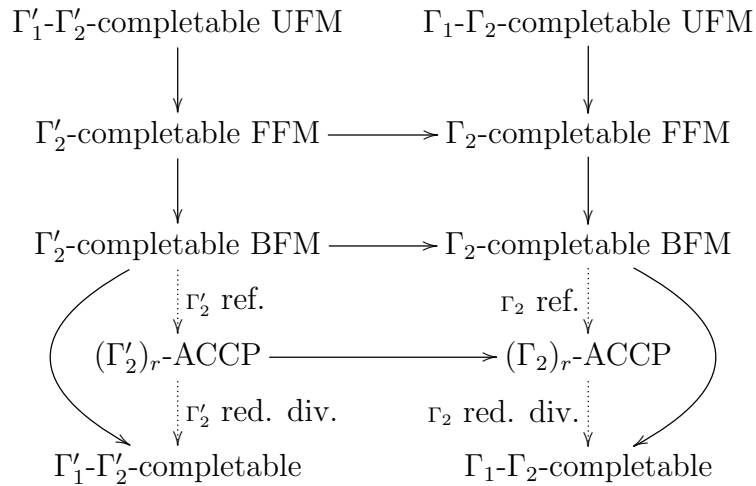 Γ′₁-Γ′₂-completable UFM Γ₁-Γ₂-completable UFM
Γ′₂-completable FFM Γ₂-completable FFM
Γ′₂-completable BFM Γ₂-completable BFM
Γ′₂ ref. Γ₂ ref.
(Γ′₂)ᵣ-ACCP (Γ₂)ᵣ-ACCP
Γ′₂ red. div. Γ₂ red. div.
Γ′₁-Γ′₂-completable Γ₁-Γ₂-completable